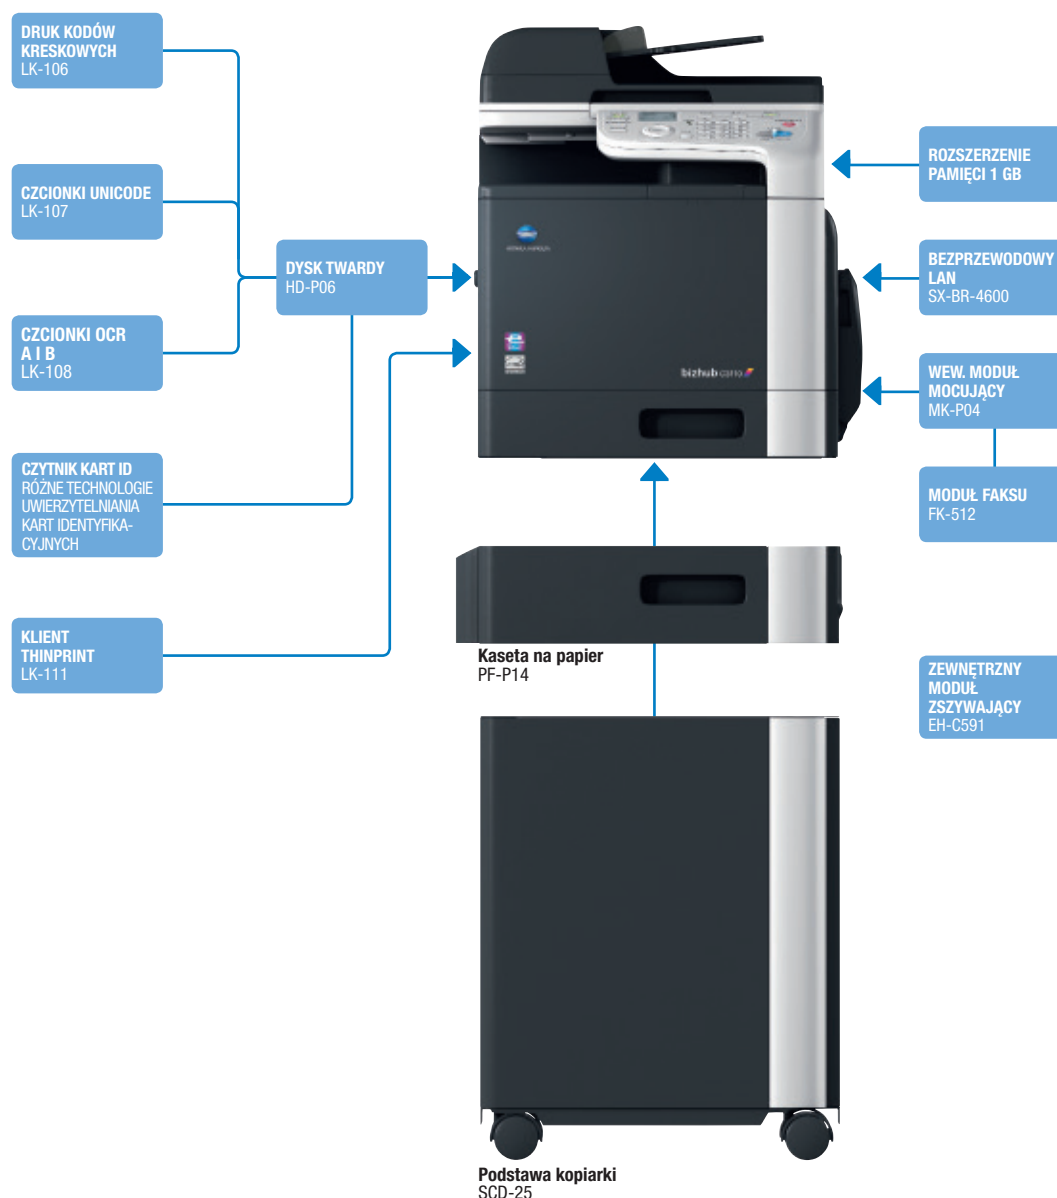 DRUK KODÓW
KRESKOWYCH
LK-106
CZCIONKI UNICODE
LK-107
CZCIONKI OCR
A I B
LK-108
CZYTNIK KART ID
RÓŻNE TECHNOLOGIE
UWIERZYTELNIANIA
KART IDENTYFIKA-
CYJNYCH
KLIENT
THINPRINT
LK-111
DYSK TWARDY
HD-P06
KONICA MINOLTA
bizhub C3110
Kaseta na papier
PF-P14
Podstawa kopiarki
SCD-25
ROZSZERZENIE
PAMIĘCI 1 GB
BEZPRZEWODOWY
LAN
SX-BR-4600
WEW. MODUŁ
MOCUJĄCY
MK-P04
MODUŁ FAKSU
FK-512
ZEWNĘTRZNY
MODUŁ
ZSZYWAJĄCY
EH-C591